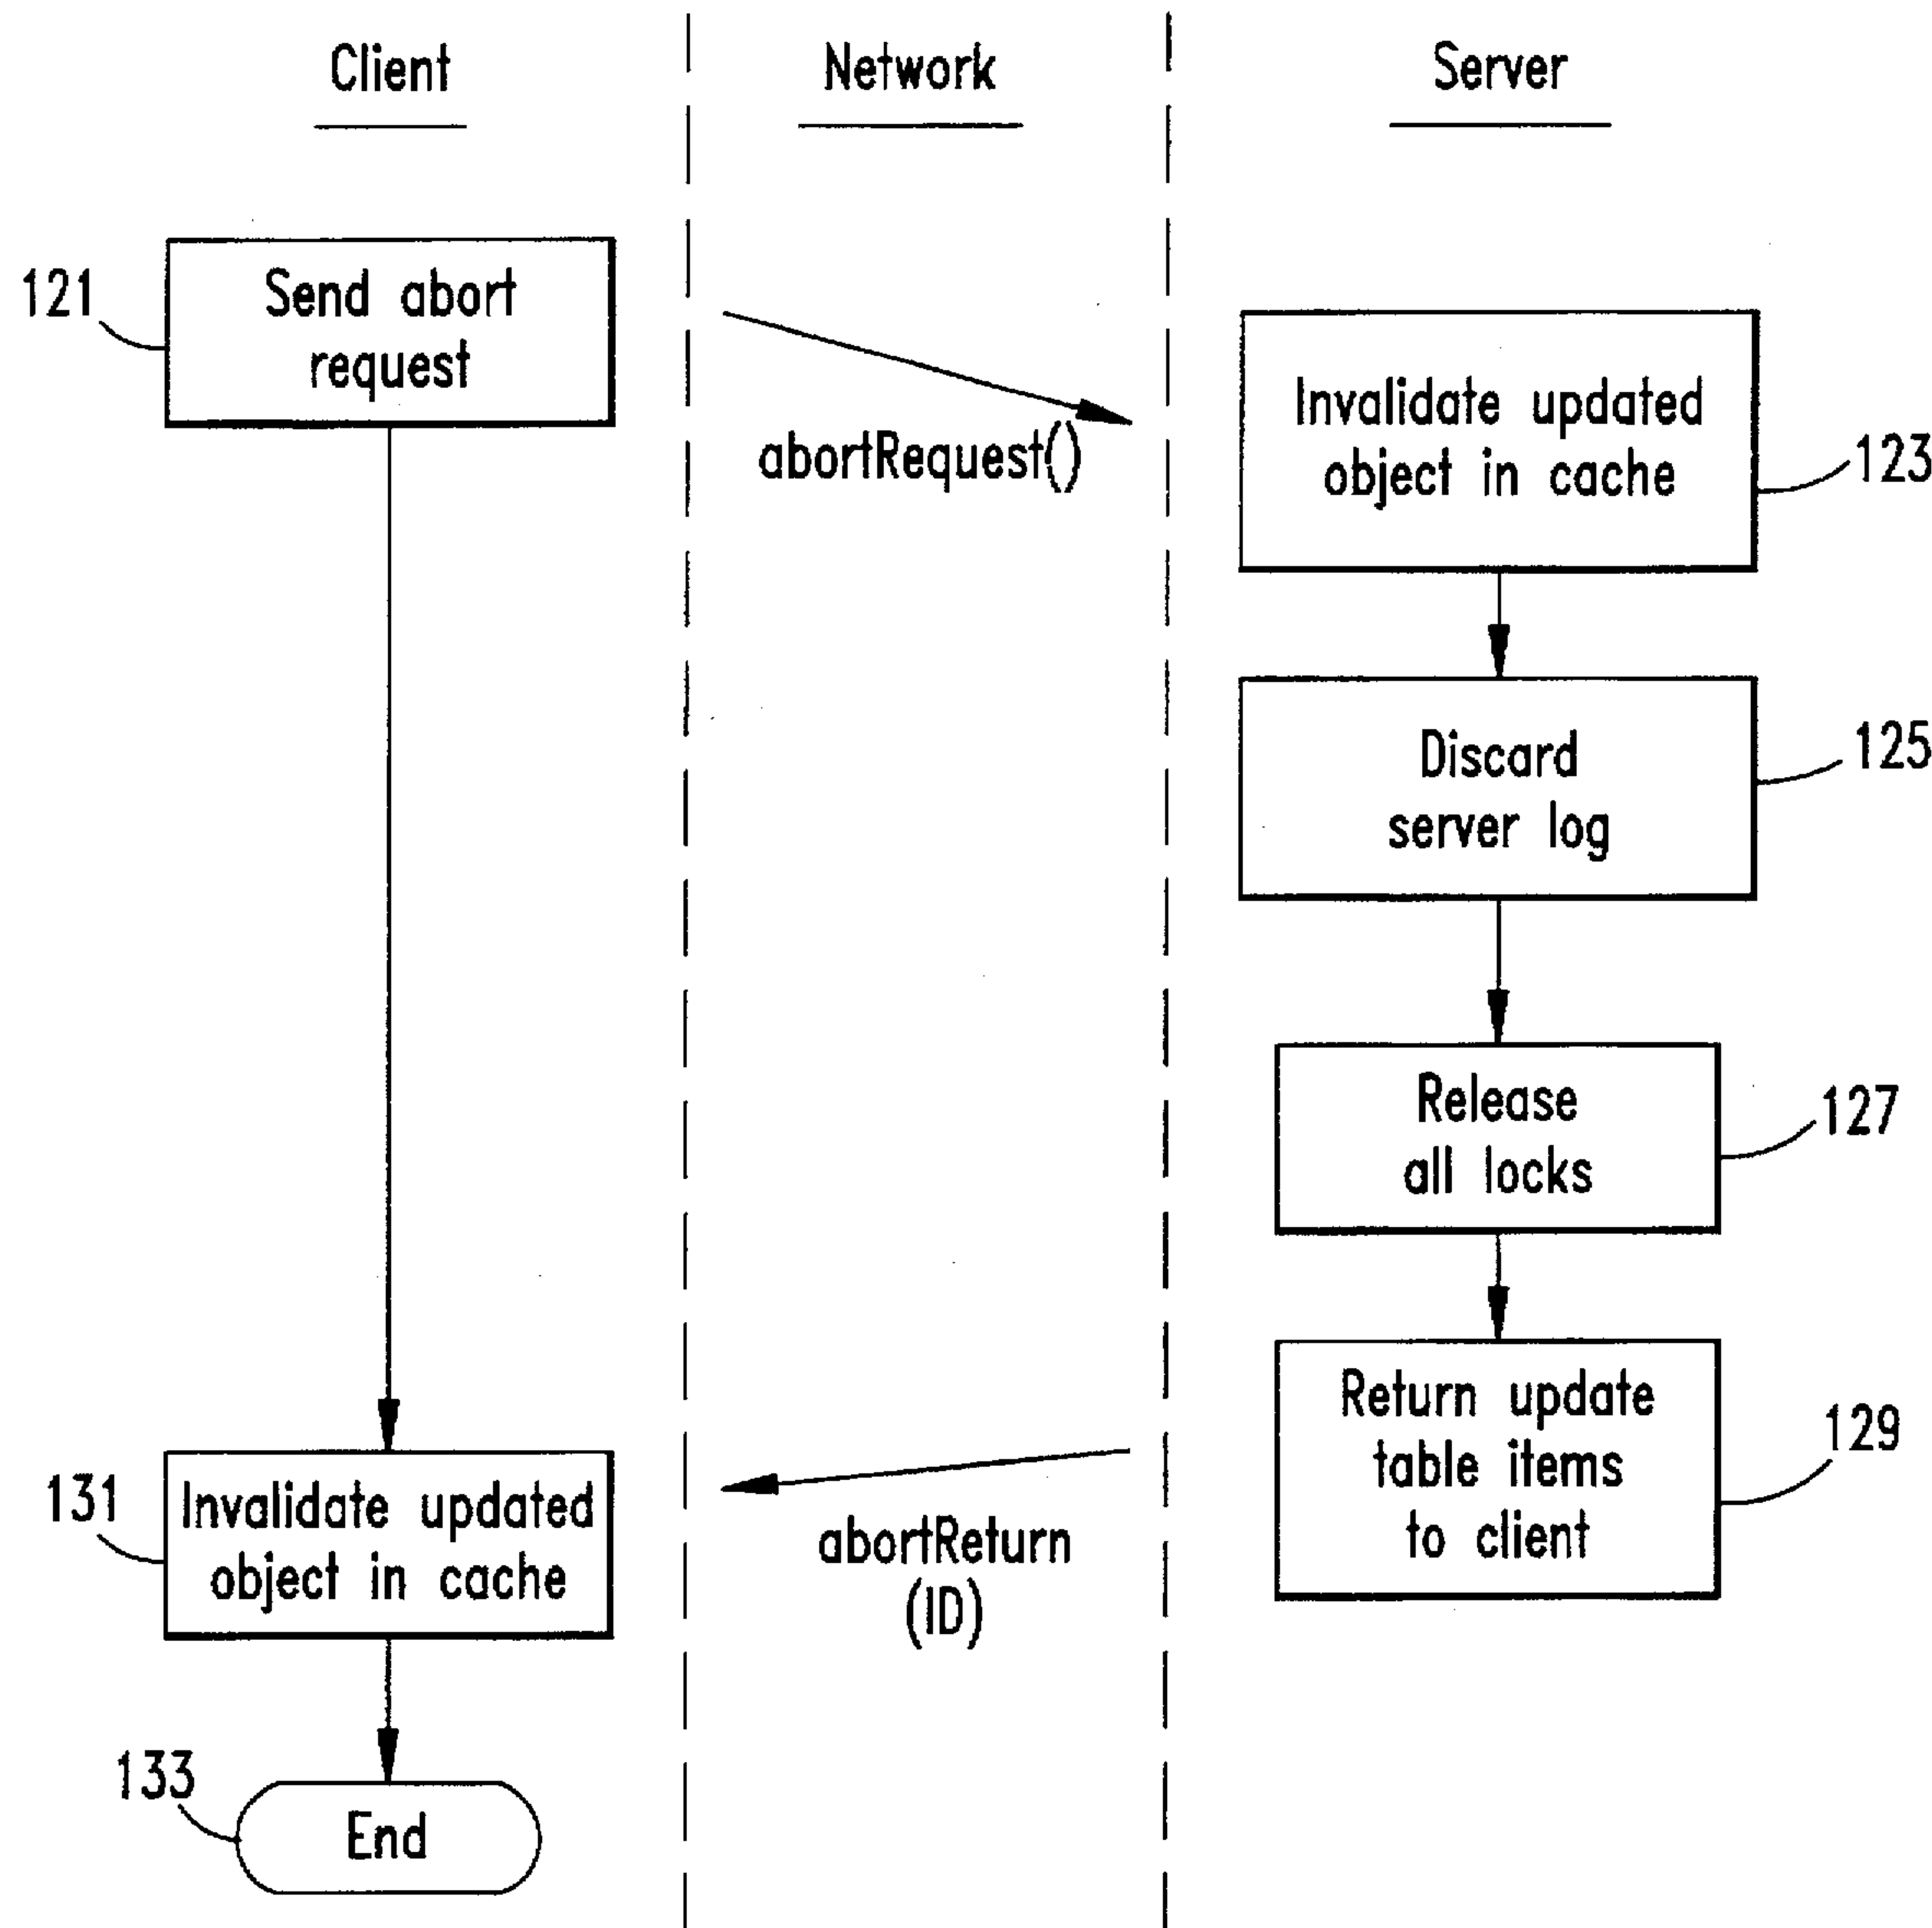 Client
Network
Server
121
Send abort
request
abortRequest()
Invalidate updated
object in cache
123
Discard
server log
125
Release
all locks
127
Return update
table items
to client
129
abortReturn
(ID)
131
Invalidate updated
object in cache
133
End